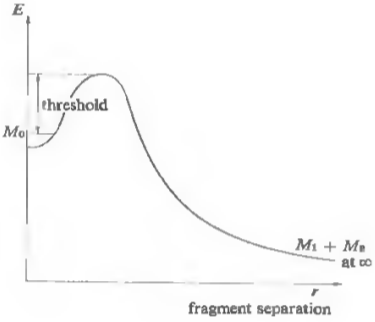 E
threshold
M₀
M₁ + M₂
at ∞
r
fragment separation